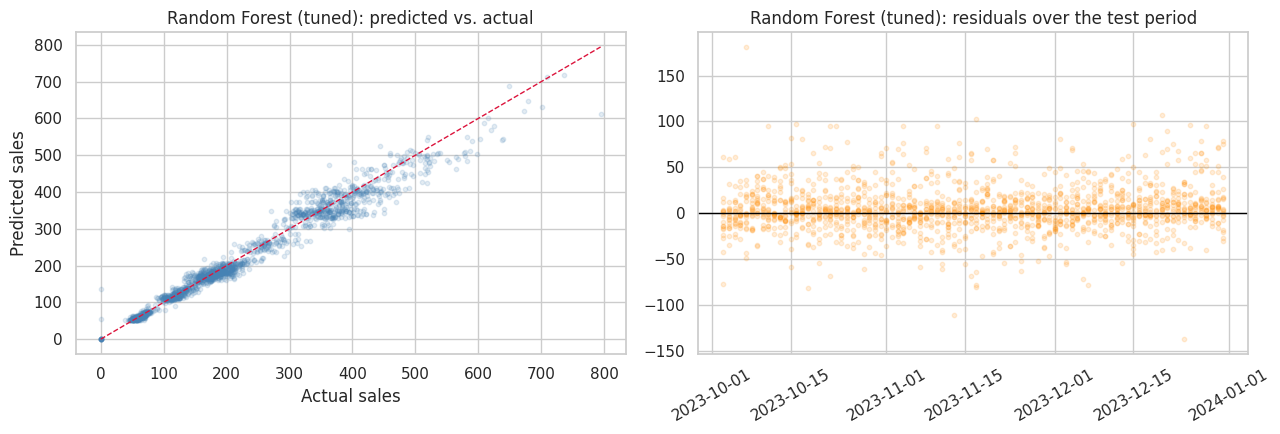 Random Forest (tuned): predicted vs. actual
800
700
600
500
400
300
200
100
0
Predicted sales
0 100 200 300 400 500 600 700 800
Actual sales
Random Forest (tuned): residuals over the test period
150
100
50
0
−50
−100
−150
2023-10-01 2023-10-15 2023-11-01 2023-11-15 2023-12-01 2023-12-15 2024-01-01